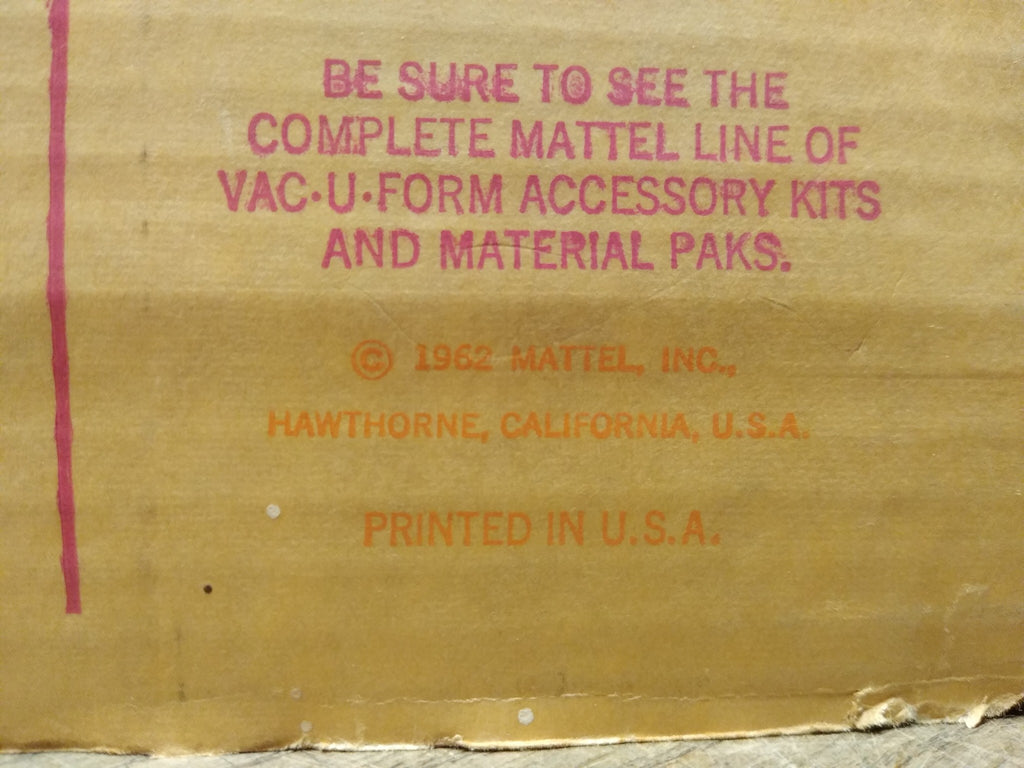 BE SURE TO SEE THE
COMPLETE MATTEL LINE OF
VAC•U•FORM ACCESSORY KITS
AND MATERIAL PAKS.
© 1962 MATTEL, INC.,
HAWTHORNE, CALIFORNIA, U.S.A.
PRINTED IN U.S.A.